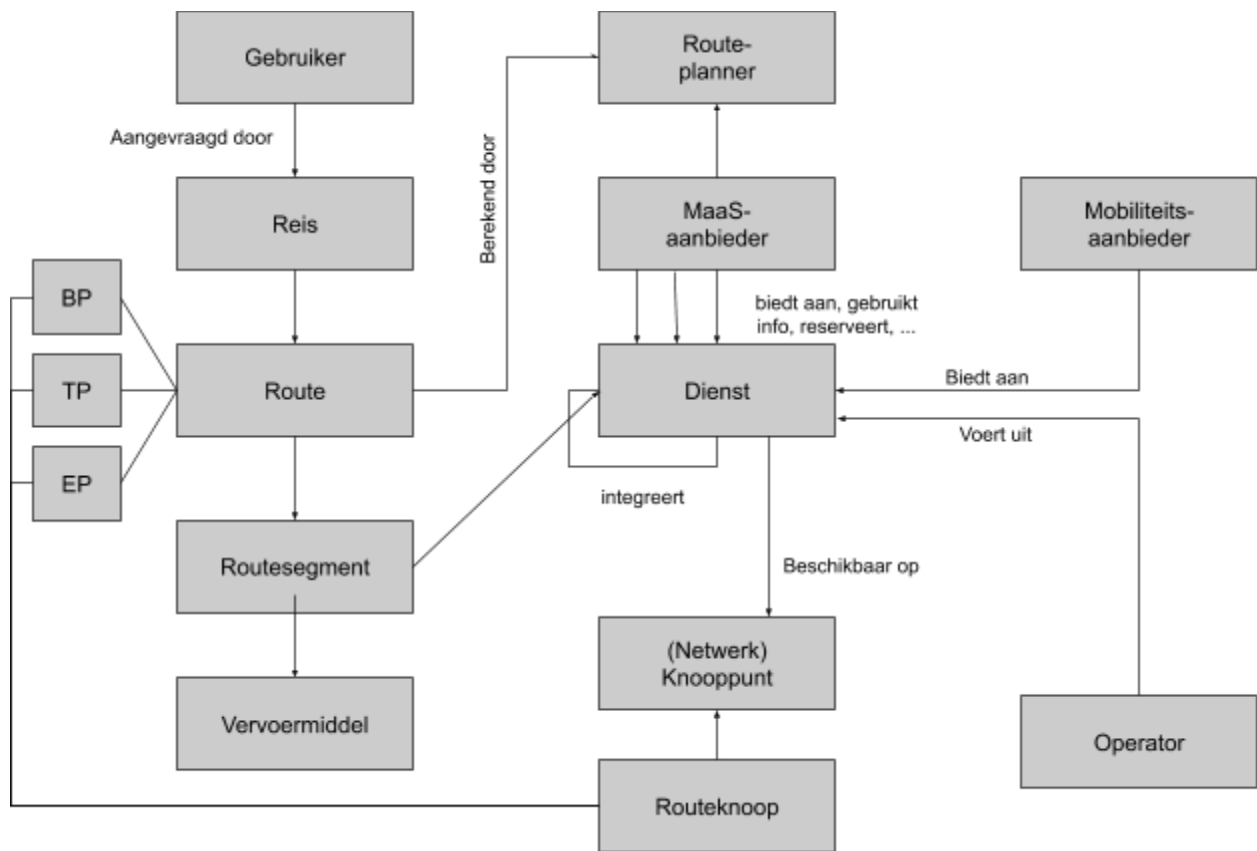 Gebruiker
Route-
planner
Aangevraagd door
Berekend door
Reis
MaaS-
aanbieder
Mobiliteits-
aanbieder
BP
biedt aan, gebruikt
info, reserveert, ...
TP
Route
Dienst
Biedt aan
Voert uit
EP
integreert
Routesegment
Beschikbaar op
(Netwerk)
Knooppunt
Vervoermiddel
Operator
Routeknoop